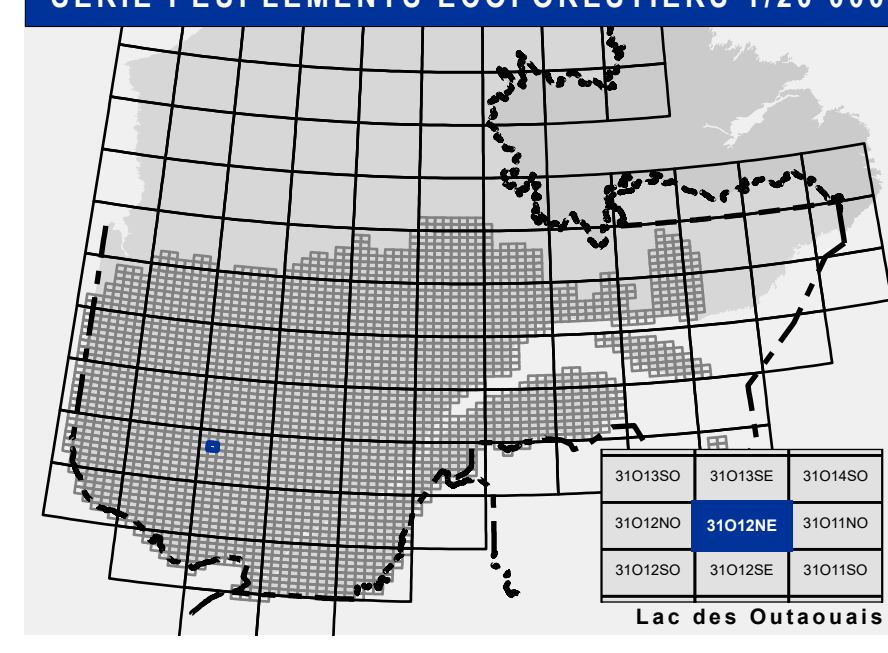 SÉRIE PEUPLEMENTS ÉCOFORESTIERS 1/20 000
31O13SO 31O13SE 31O14SO
31O12NO 31O12NE 31O11NO
31O12SO 31O12SE 31O11SO
Lac des Outaouais